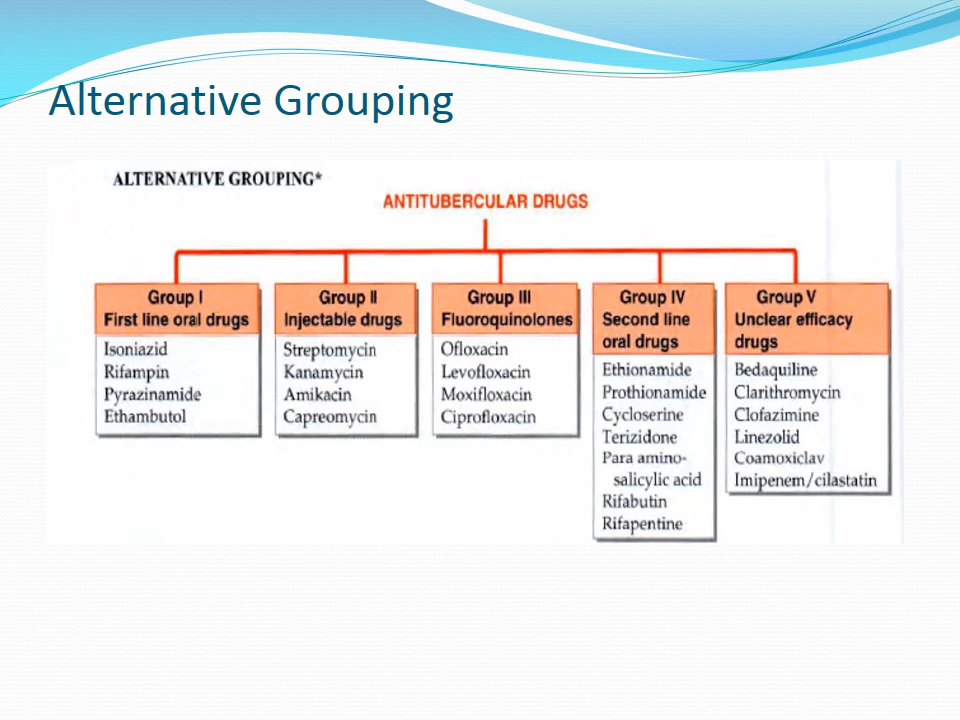 Alternative Grouping
ALTERNATIVE GROUPING*
ANTITUBERCULAR DRUGS
Group I
First line oral drugs
Isoniazid
Rifampin
Pyrazinamide
Ethambutol
Group II
Injectable drugs
Streptomycin
Kanamycin
Amikacin
Capreomycin
Group III
Fluoroquinolones
Ofloxacin
Levofloxacin
Moxifloxacin
Ciprofloxacin
Group IV
Second line
oral drugs
Ethionamide
Prothionamide
Cycloserine
Terizidone
Para amino-
salicylic acid
Rifabutin
Rifapentine
Group V
Unclear efficacy
drugs
Bedaquiline
Clarithromycin
Clofazimine
Linezolid
Coamoxiclav
Imipenem/cilastatin